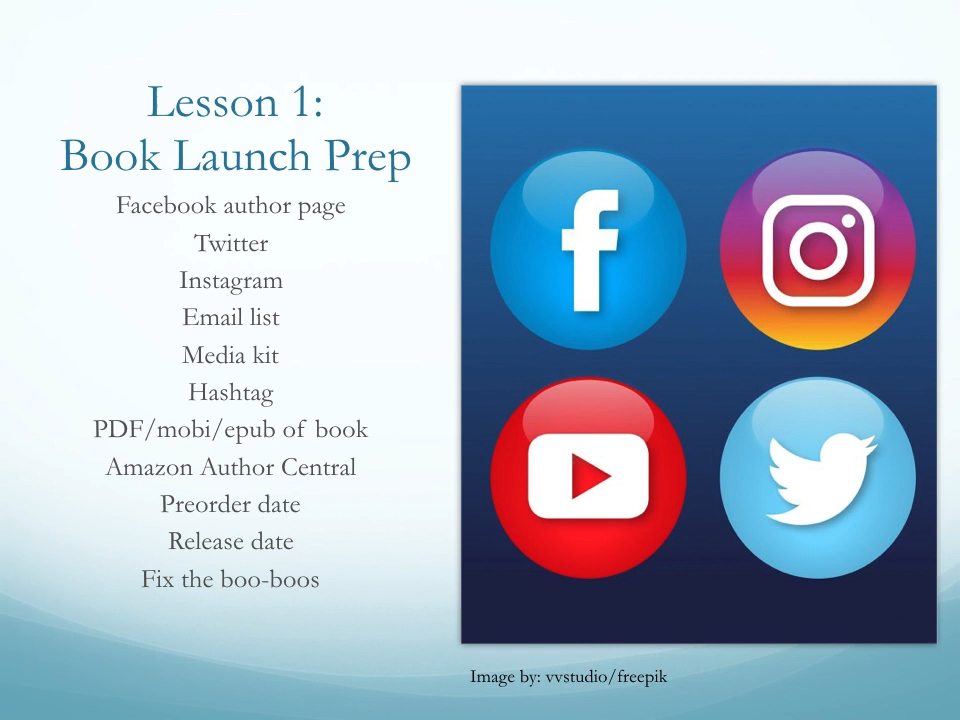 Lesson 1:
Book Launch Prep
Facebook author page
Twitter
Instagram
Email list
Media kit
Hashtag
PDF/mobi/epub of book
Amazon Author Central
Preorder date
Release date
Fix the boo-boos
Image by: vvstudio/freepik